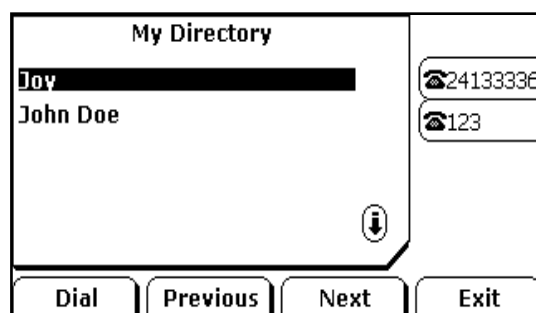 My Directory
Joy
John Doe
☎24133336
☎123
Dial
Previous
Next
Exit